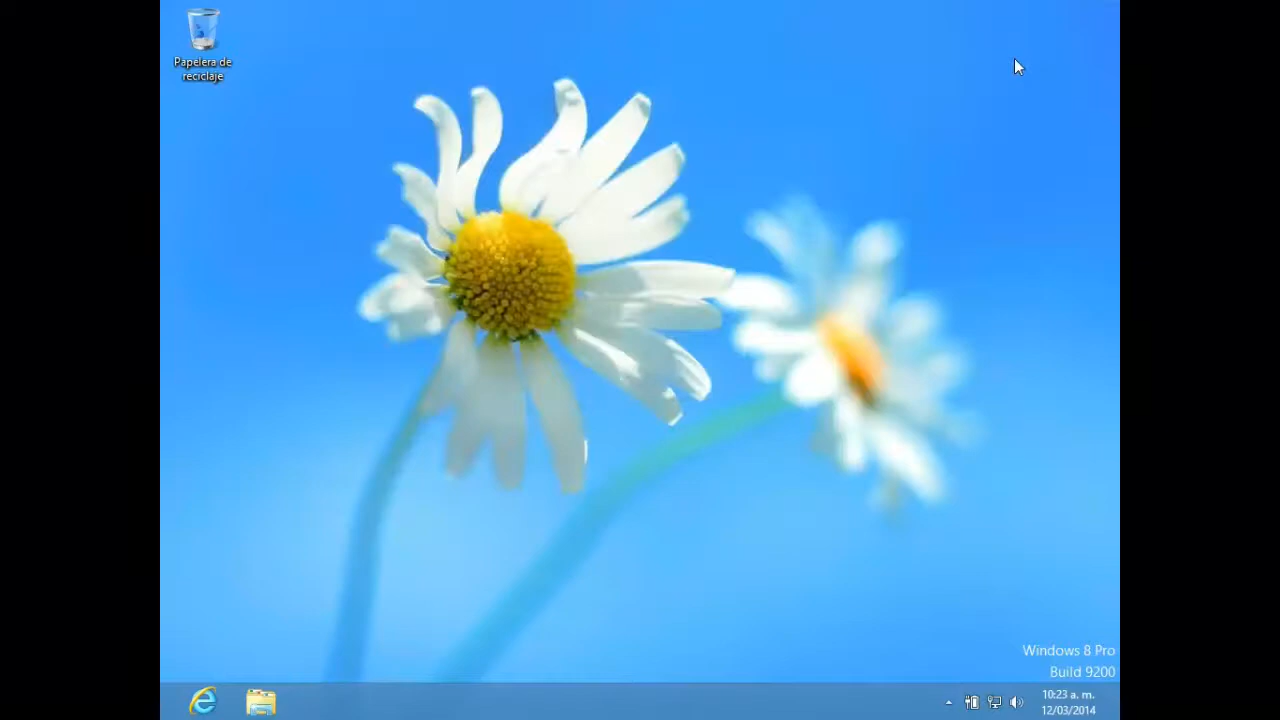 Papelera de
reciclaje
Windows 8 Pro
Build 9200
10:23 a. m.
12/03/2014